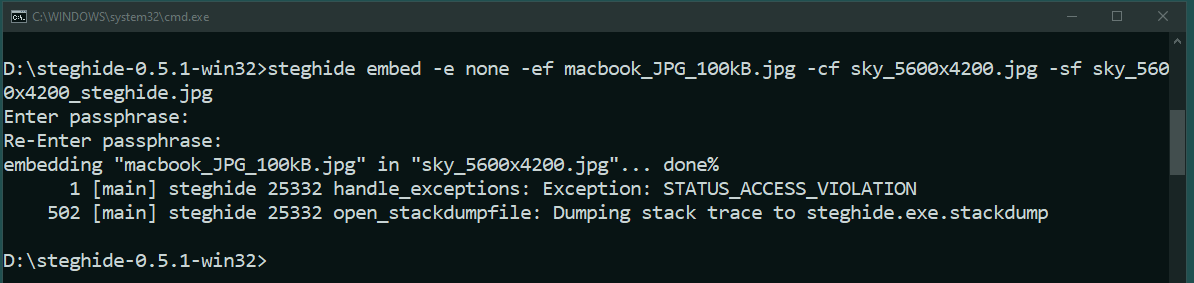 C:\WINDOWS\system32\cmd.exe
D:\steghide-0.5.1-win32>steghide embed -e none -ef macbook_JPG_100kB.jpg -cf sky_5600x4200.jpg -sf sky_560
0x4200_steghide.jpg
Enter passphrase:
Re-Enter passphrase:
embedding "macbook_JPG_100kB.jpg" in "sky_5600x4200.jpg"... done%
      1 [main] steghide 25332 handle_exceptions: Exception: STATUS_ACCESS_VIOLATION
    502 [main] steghide 25332 open_stackdumpfile: Dumping stack trace to steghide.exe.stackdump
D:\steghide-0.5.1-win32>